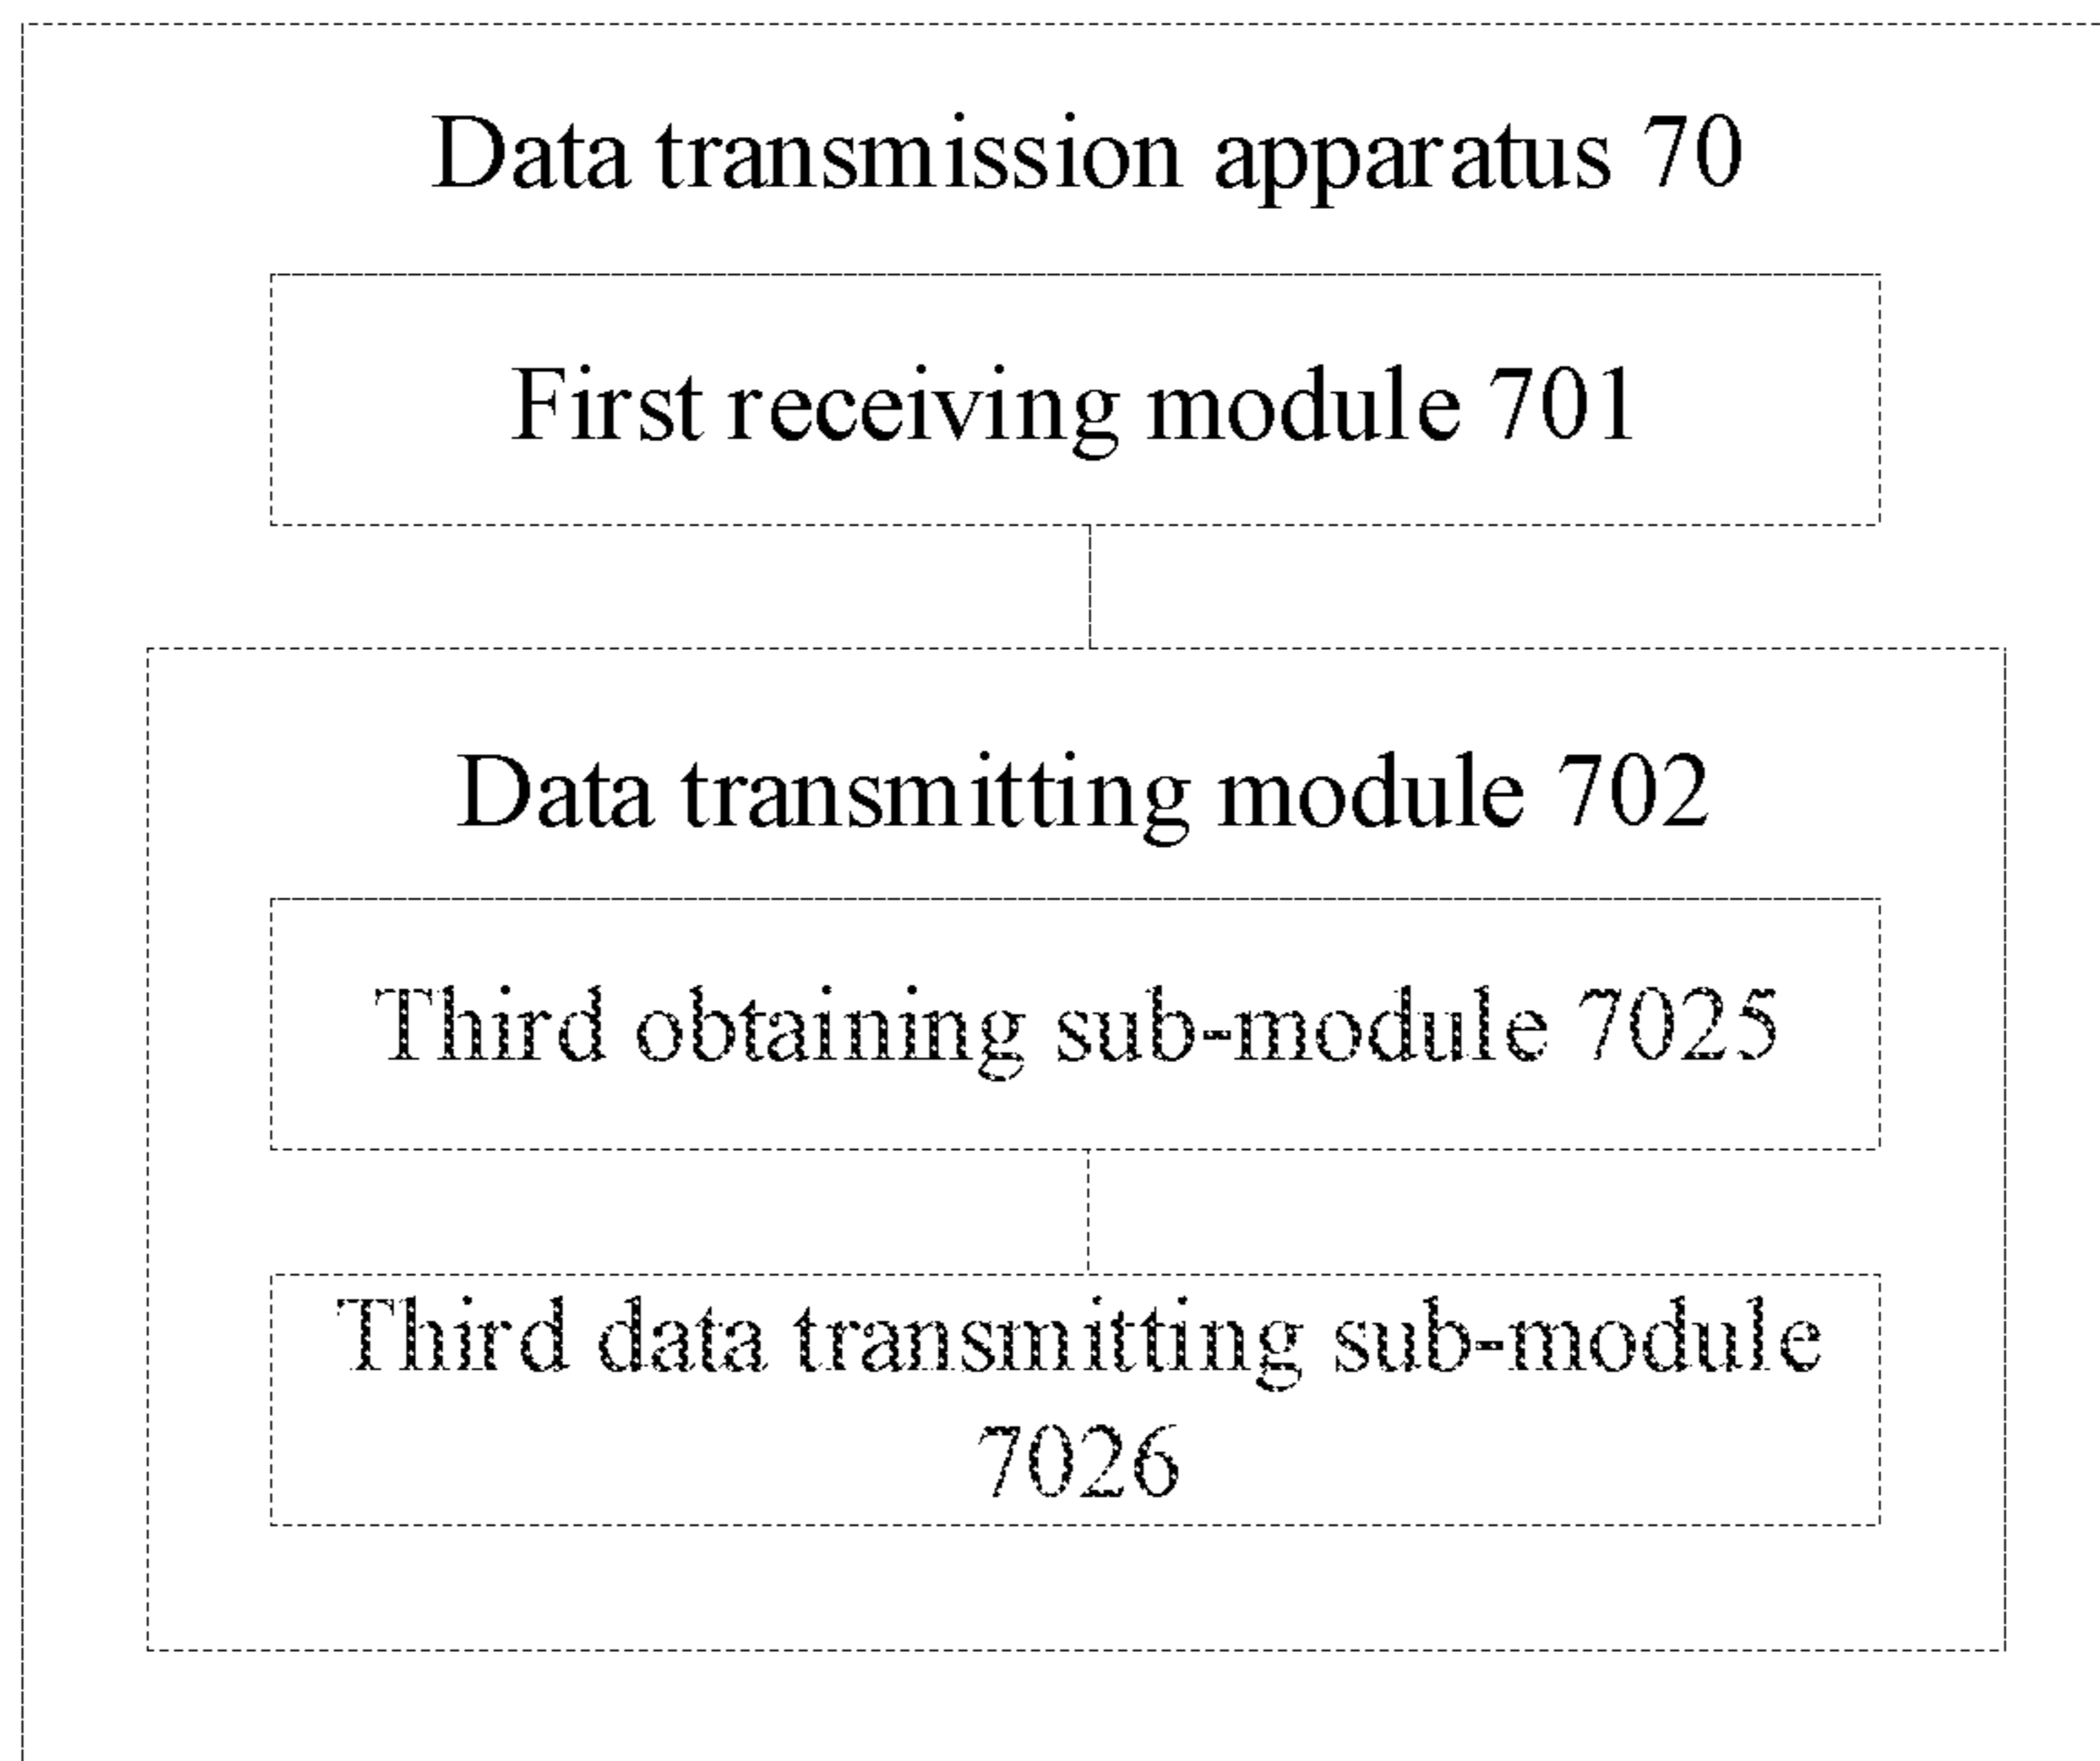 Data transmission apparatus 70
First receiving module 701
Data transmitting module 702
Third obtaining sub-module 7025
Third data transmitting sub-module
7026